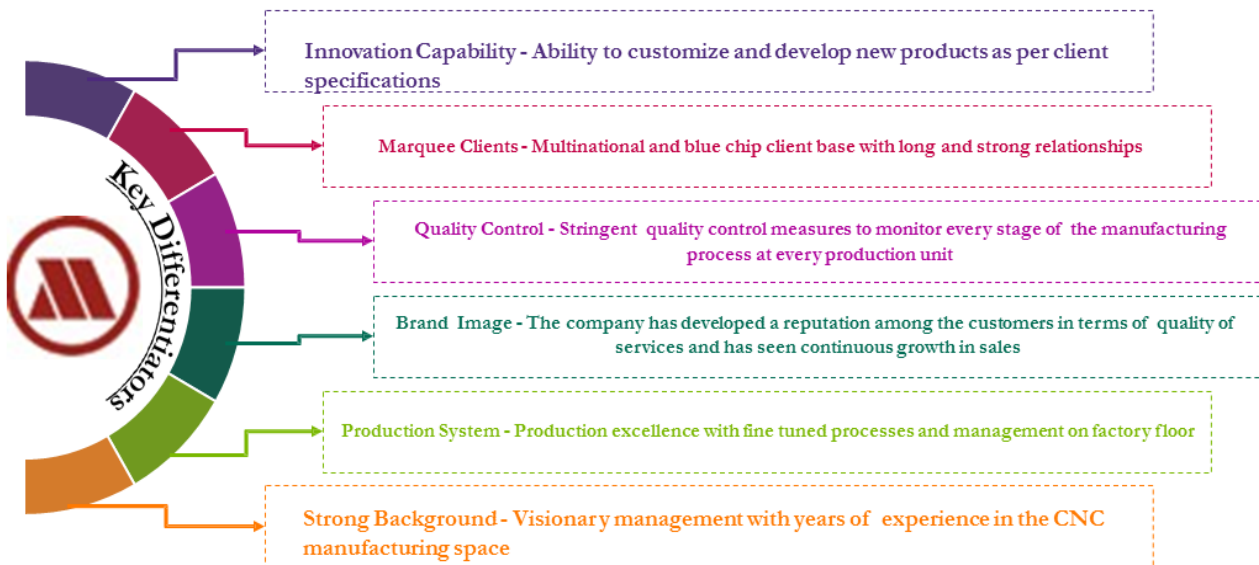 Innovation Capability - Ability to customize and develop new products as per client
specifications
Marquee Clients - Multinational and blue chip client base with long and strong relationships
Key Differentiators
Quality Control - Stringent quality control measures to monitor every stage of the manufacturing
process at every production unit
Brand Image - The company has developed a reputation among the customers in terms of quality of
services and has seen continuous growth in sales
Production System - Production excellence with fine tuned processes and management on factory floor
Strong Background - Visionary management with years of experience in the CNC
manufacturing space